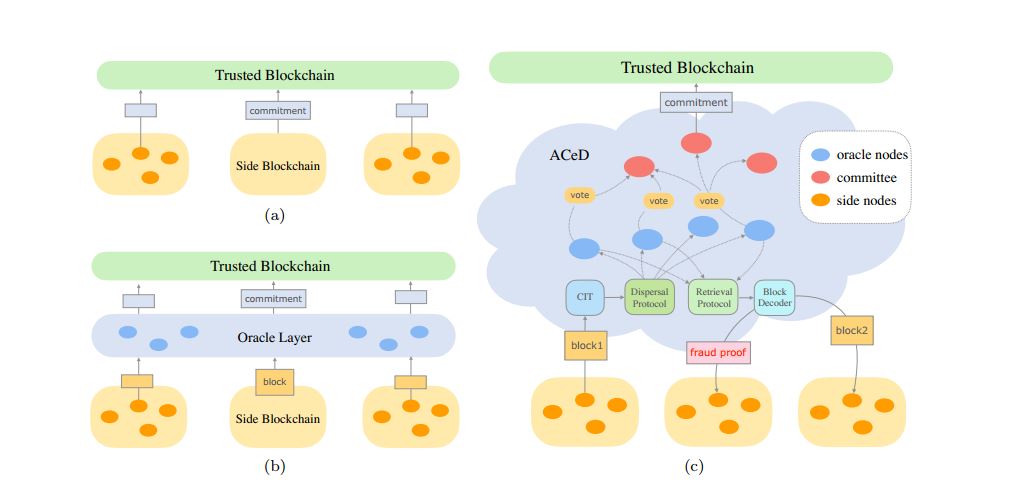 Trusted Blockchain
commitment
Side Blockchain
(a)
Trusted Blockchain
commitment
Oracle Layer
block
Side Blockchain
(b)
Trusted Blockchain
commitment
ACeD
oracle nodes
committee
side nodes
vote
vote
vote
CIT
Dispersal
Protocol
Retrieval
Protocol
Block
Decoder
block1
fraud proof
block2
(c)